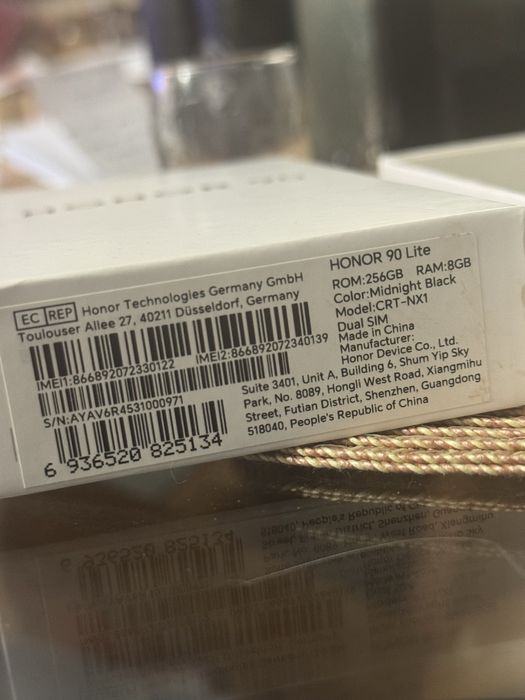 HONOR 90
EC REP Honor Technologies Germany GmbH
Toulouser Allee 27, 40211 Düsseldorf, Germany
IMEI1:866892072330122 IMEI2:866892072340139
S/N:AYAV6R4531000971
6 936520 825134
HONOR 90 Lite
ROM:256GB RAM:8GB
Color:Midnight Black
Model:CRT-NX1
Dual SIM
Made in China
Manufacturer:
Honor Device Co., Ltd.
Suite 3401, Unit A, Building 6, Shum Yip Sky
Park, No. 8089, Hongli West Road, Xiangmihu
Street, Futian District, Shenzhen, Guangdong
518040, People's Republic of China